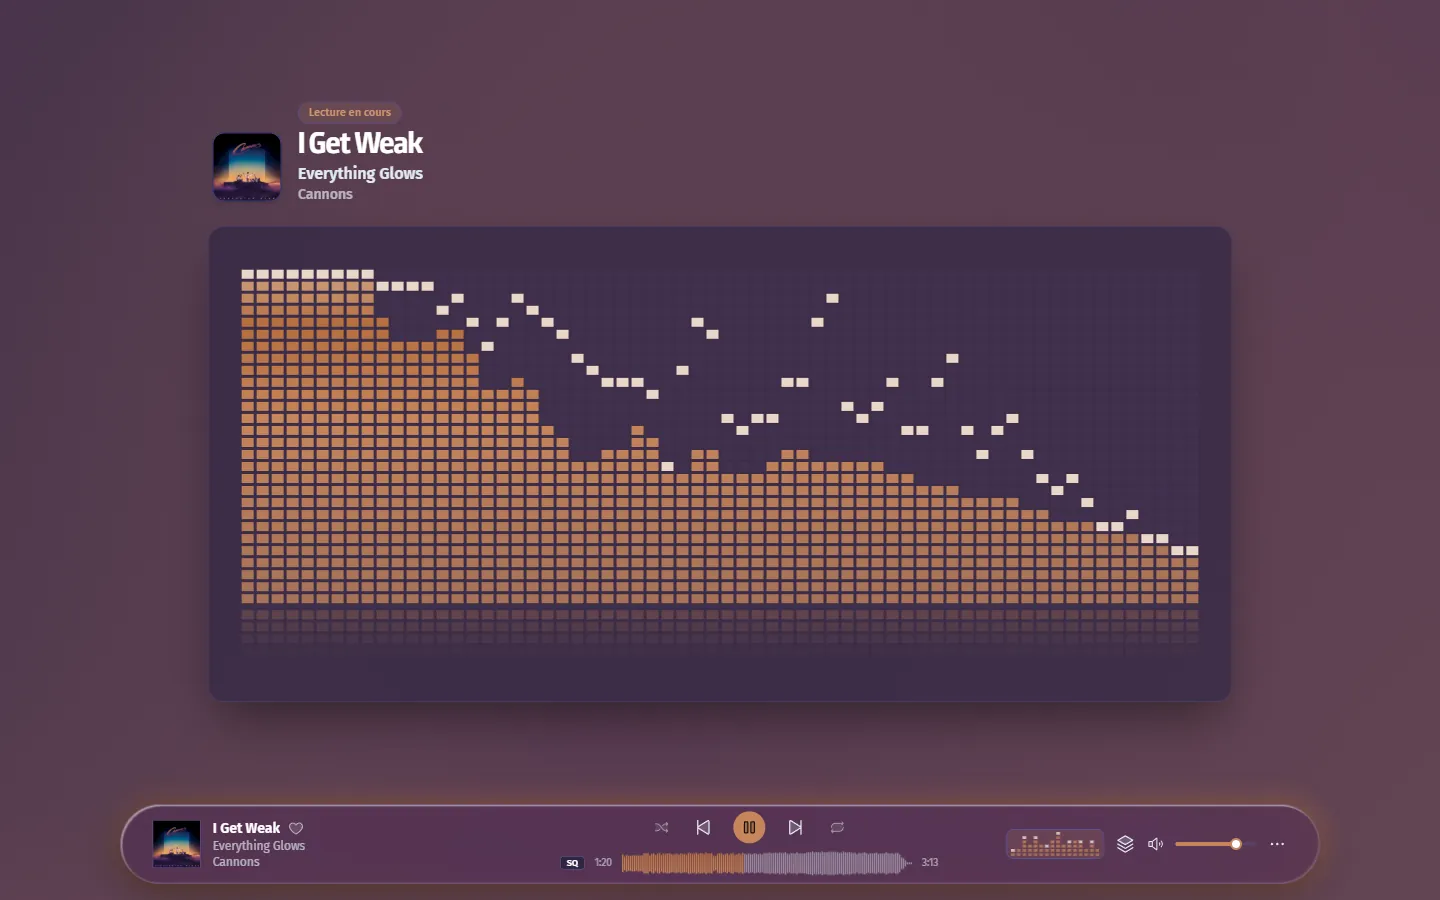 Lecture en cours
I Get Weak
Everything Glows
Cannons
I Get Weak
Everything Glows
Cannons
SQ
1:20
3:13